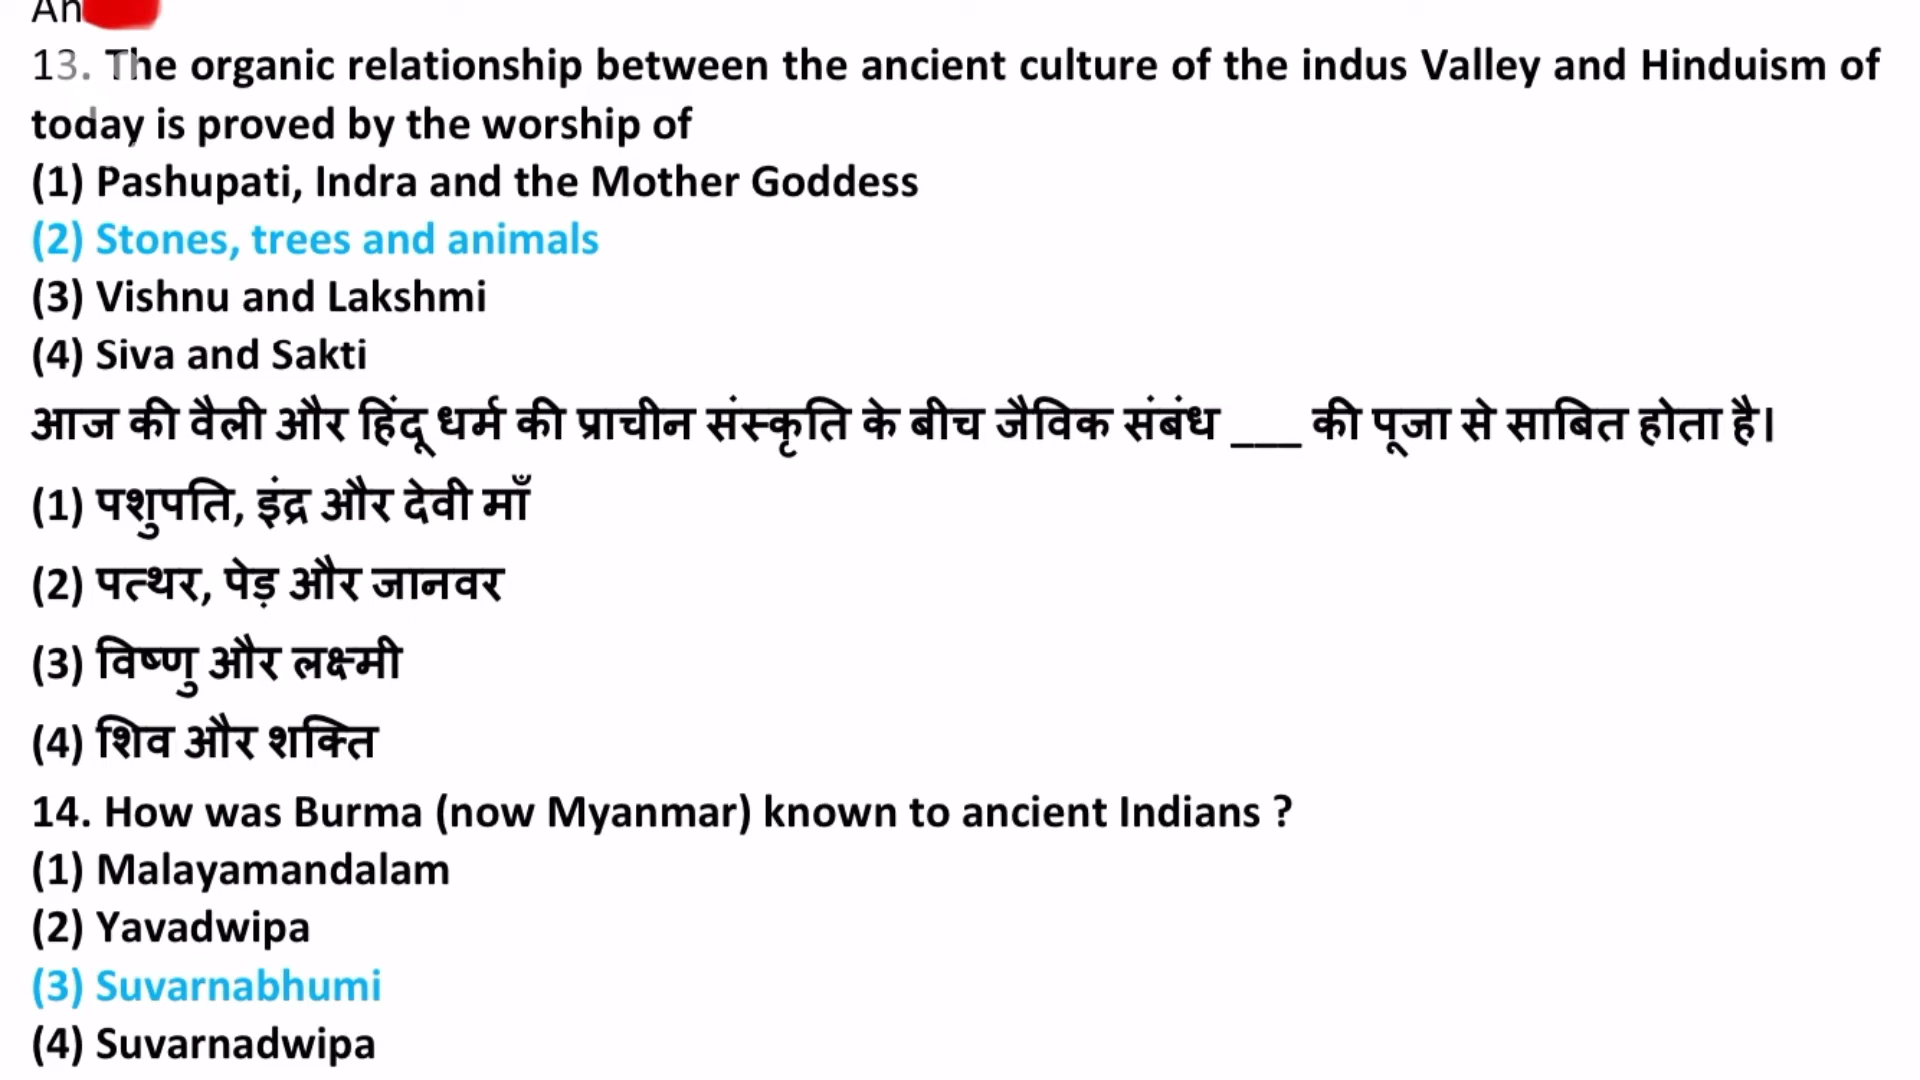 An
13. The organic relationship between the ancient culture of the indus Valley and Hinduism of
today is proved by the worship of
(1) Pashupati, Indra and the Mother Goddess
(2) Stones, trees and animals
(3) Vishnu and Lakshmi
(4) Siva and Sakti
आज की वैली और हिंदू धर्म की प्राचीन संस्कृति के बीच जैविक संबंध ___ की पूजा से साबित होता है।
(1) पशुपति, इंद्र और देवी माँ
(2) पत्थर, पेड़ और जानवर
(3) विष्णु और लक्ष्मी
(4) शिव और शक्ति
14. How was Burma (now Myanmar) known to ancient Indians ?
(1) Malayamandalam
(2) Yavadwipa
(3) Suvarnabhumi
(4) Suvarnadwipa